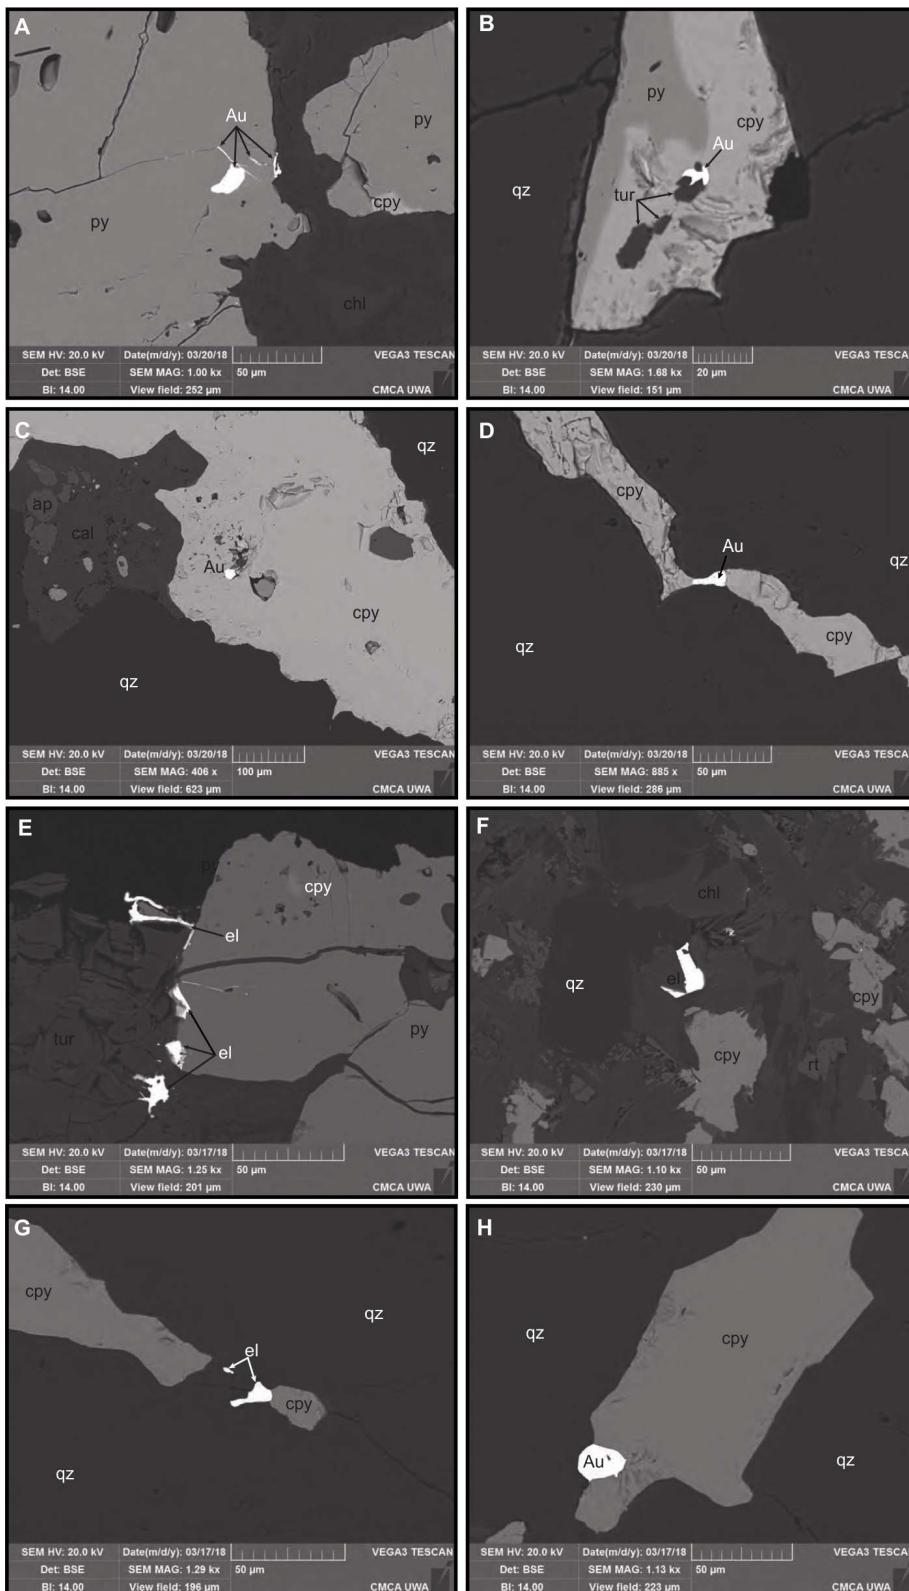 A
Au
py
py
cpy
chl
SEM HV: 20.0 kV Date(m/d/y): 03/20/18 VEGA3 TESCAN
Det: BSE SEM MAG: 1.00 kx 50 µm
BI: 14.00 View field: 252 µm CMCA UWA
B
py
cpy
Au
qz
tur
SEM HV: 20.0 kV Date(m/d/y): 03/20/18 VEGA3 TESCA
Det: BSE SEM MAG: 1.68 kx 20 µm
BI: 14.00 View field: 151 µm CMCA UWA
C
qz
ap
cal
Au
cpy
qz
SEM HV: 20.0 kV Date(m/d/y): 03/20/18 VEGA3 TESCAN
Det: BSE SEM MAG: 406 x 100 µm
BI: 14.00 View field: 623 µm CMCA UWA
D
cpy
Au
qz
qz
cpy
SEM HV: 20.0 kV Date(m/d/y): 03/20/18 VEGA3 TESCA
Det: BSE SEM MAG: 885 x 50 µm
BI: 14.00 View field: 286 µm CMCA UWA
E
py
cpy
el
tur
el
py
SEM HV: 20.0 kV Date(m/d/y): 03/17/18 VEGA3 TESCAN
Det: BSE SEM MAG: 1.25 kx 50 µm
BI: 14.00 View field: 201 µm CMCA UWA
F
chl
qz
el
cpy
cpy
rt
SEM HV: 20.0 kV Date(m/d/y): 03/17/18 VEGA3 TESCA
Det: BSE SEM MAG: 1.10 kx 50 µm
BI: 14.00 View field: 230 µm CMCA UWA
G
cpy
qz
el
cpy
qz
SEM HV: 20.0 kV Date(m/d/y): 03/17/18 VEGA3 TESCAN
Det: BSE SEM MAG: 1.29 kx 50 µm
BI: 14.00 View field: 196 µm CMCA UWA
H
qz
cpy
Au
qz
SEM HV: 20.0 kV Date(m/d/y): 03/17/18 VEGA3 TESCA
Det: BSE SEM MAG: 1.13 kx 50 µm
BI: 14.00 View field: 223 µm CMCA UWA